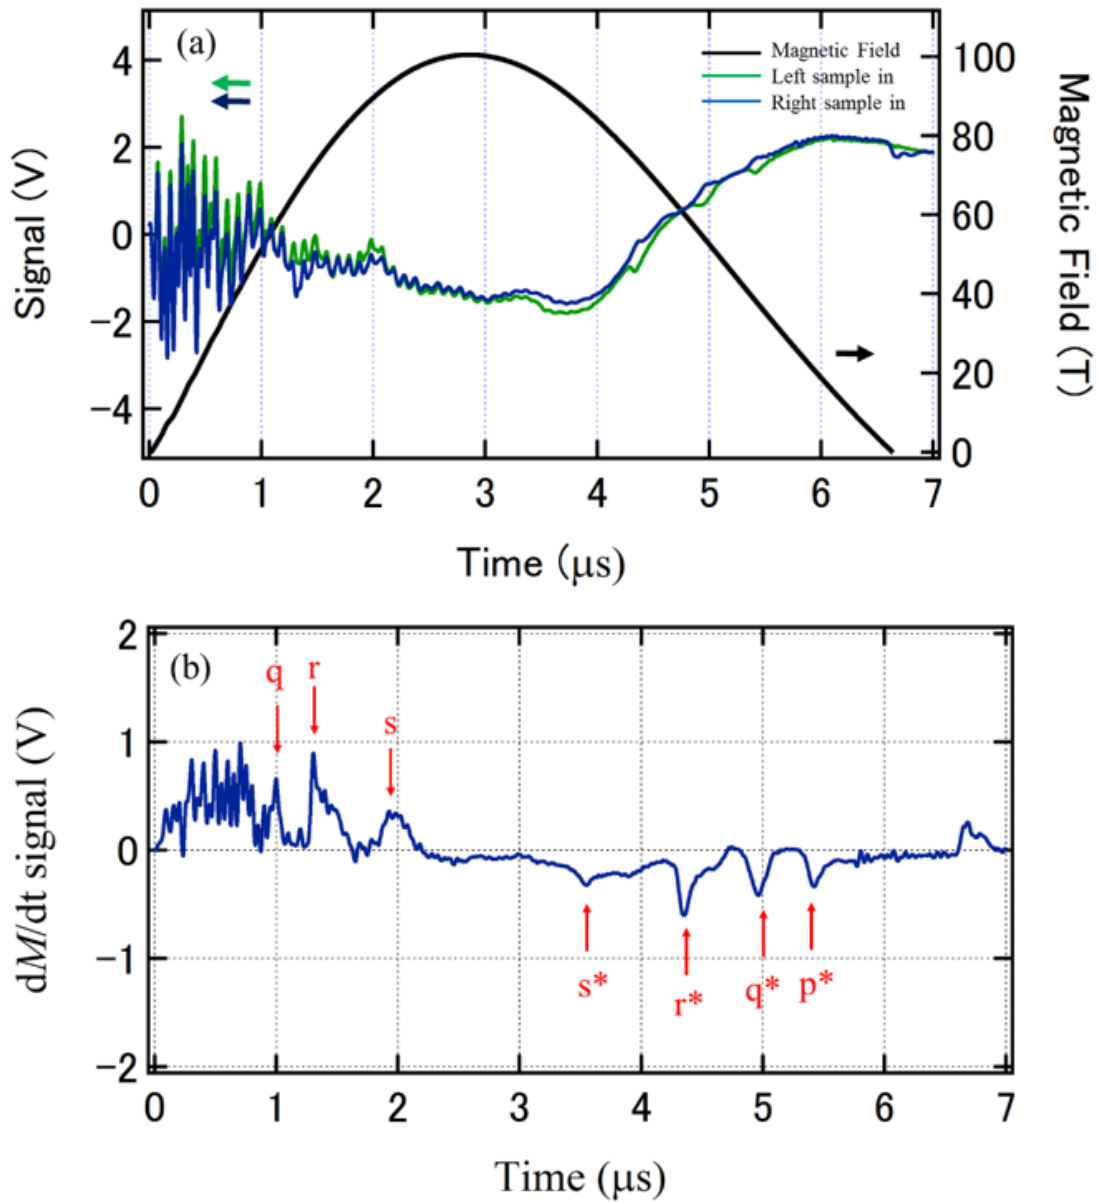 (a)
Magnetic Field
Left sample in
Right sample in
4
2
0
−2
−4
Signal (V)
100
80
60
40
20
0
Magnetic Field (T)
0 1 2 3 4 5 6 7
Time (μs)
(b)
q r s
2
1
0
-1
-2
dM/dt signal (V)
s* r* q* p*
0 1 2 3 4 5 6 7
Time (μs)